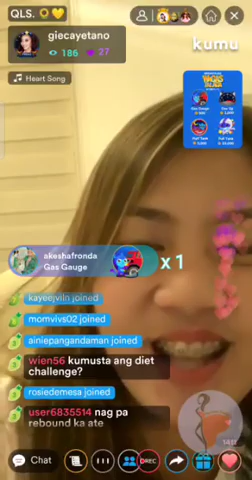 QLS.
giecayetano
186 27
kumu
Heart Song
akeshafronda
Gas Gauge
x 1
kayeejviln joined
momvivs02 joined
ainiepangandaman joined
wien56 kumusta ang diet
challenge?
rosiedemesa joined
user6835514 nag pa
rebound ka ate
Chat
REC